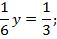 1/6 y = 1/3;